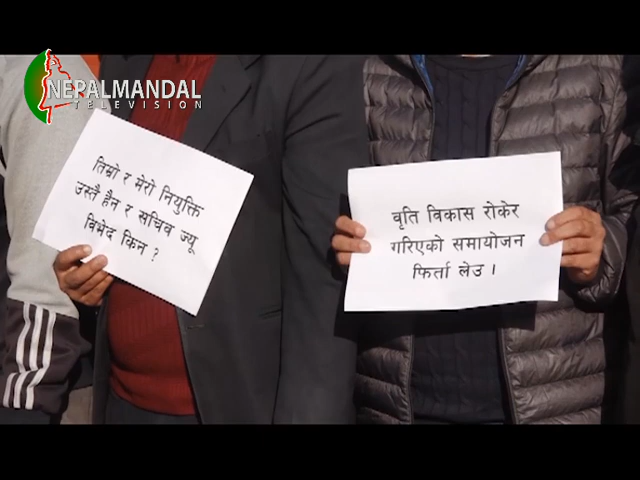 NEPALMANDAL
TELEVISION
तिम्रो र मेरो नियुक्ति
उस्तै हैन र सचिव ज्यू
विभेद किन ?
वृति विकास रोकेर
गरिएको समायोजन
फिर्ता लेउ ।